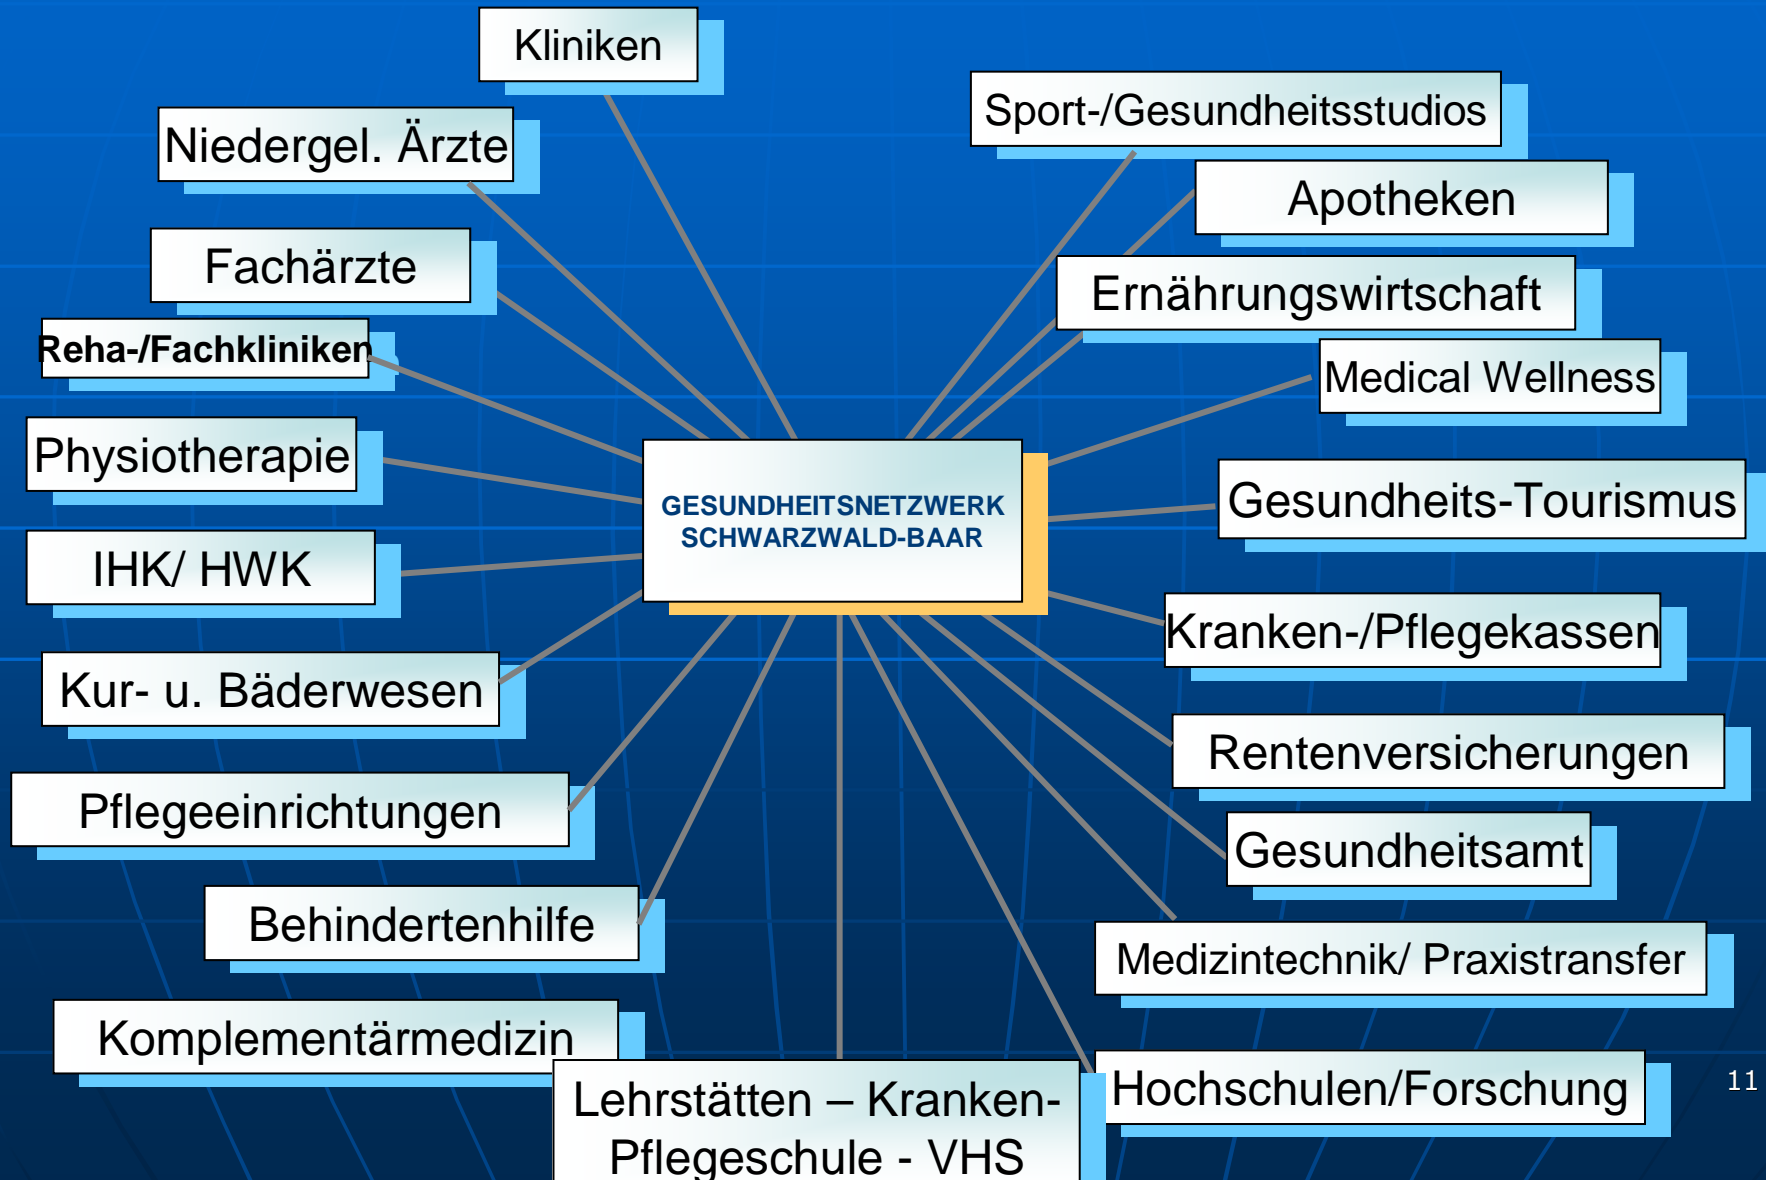 Kliniken
Sport-/Gesundheitsstudios
Niedergel. Ärzte
Apotheken
Fachärzte
Ernährungswirtschaft
Reha-/Fachkliniken
Medical Wellness
Physiotherapie
Gesundheits-Tourismus
GESUNDHEITSNETZWERK
SCHWARZWALD-BAAR
IHK/ HWK
Kranken-/Pflegekassen
Kur- u. Bäderwesen
Rentenversicherungen
Pflegeeinrichtungen
Gesundheitsamt
Behindertenhilfe
Medizintechnik/ Praxistransfer
Komplementärmedizin
Hochschulen/Forschung
Lehrstätten – Kranken-
Pflegeschule - VHS
11